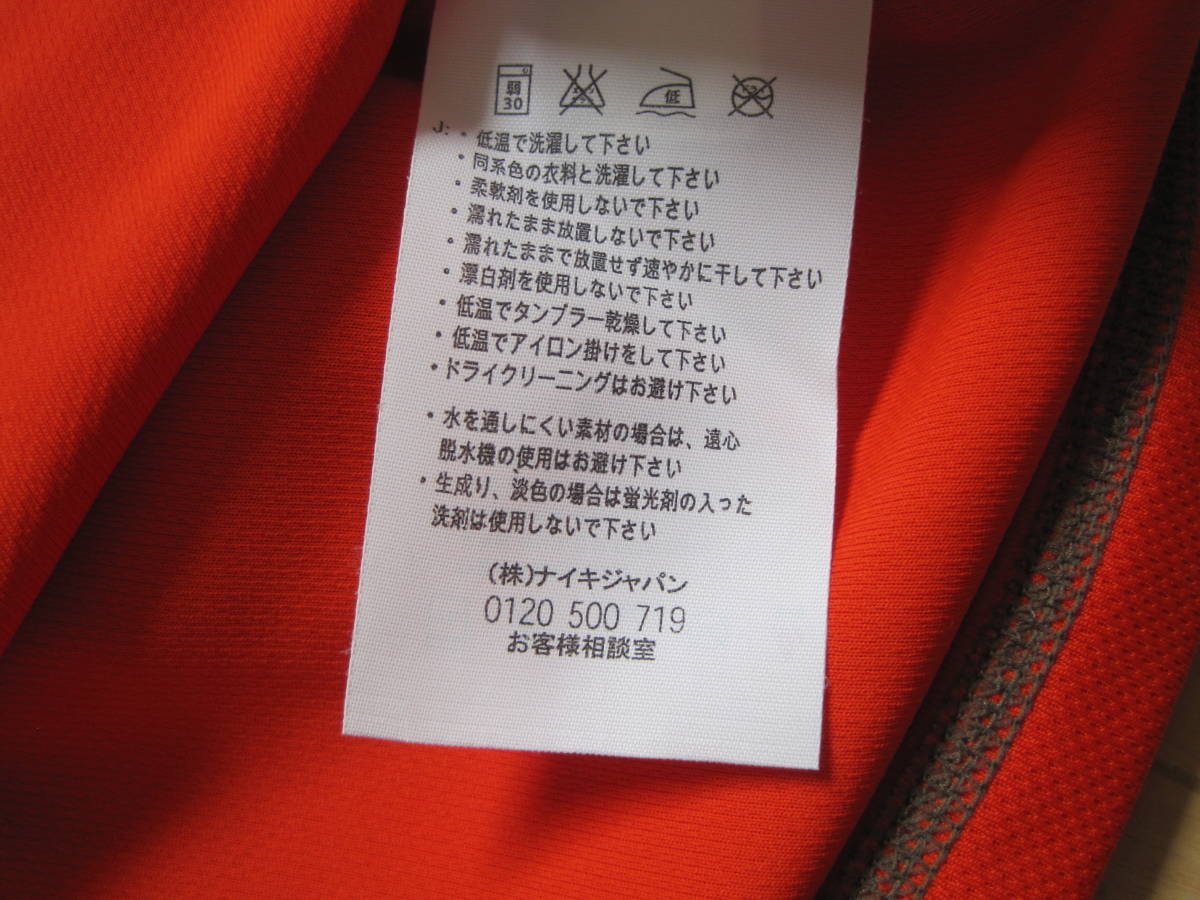 弱 30 エンソ サラシ 低
J: ・低温で洗濯して下さい
・同系色の衣料と洗濯して下さい
・柔軟剤を使用しないで下さい
・濡れたまま放置しないで下さい
・濡れたままで放置せず速やかに干して下さい
・漂白剤を使用しないで下さい
・低温でタンブラー乾燥して下さい
・低温でアイロン掛けをして下さい
・ドライクリーニングはお避け下さい
・水を通しにくい素材の場合は、遠心
脱水機の使用はお避け下さい
・生成り、淡色の場合は蛍光剤の入った
洗剤は使用しないで下さい
(株)ナイキジャパン
0120 500 719
お客様相談室